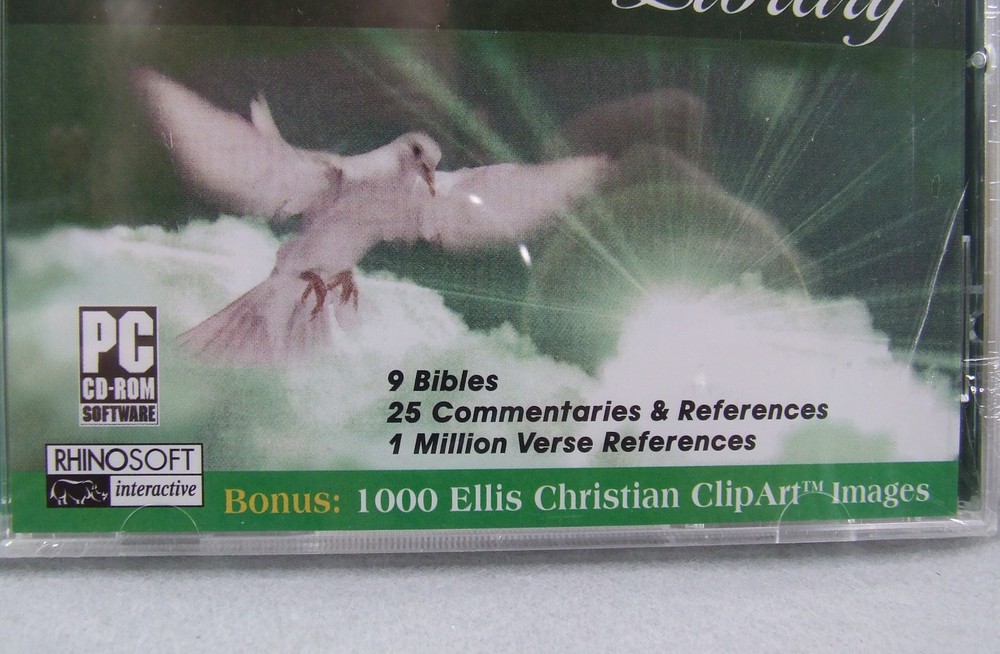 Library
PC
CD-ROM
SOFTWARE
9 Bibles
25 Commentaries & References
1 Million Verse References
RHINOSOFT
interactive
Bonus: 1000 Ellis Christian ClipArt™ Images